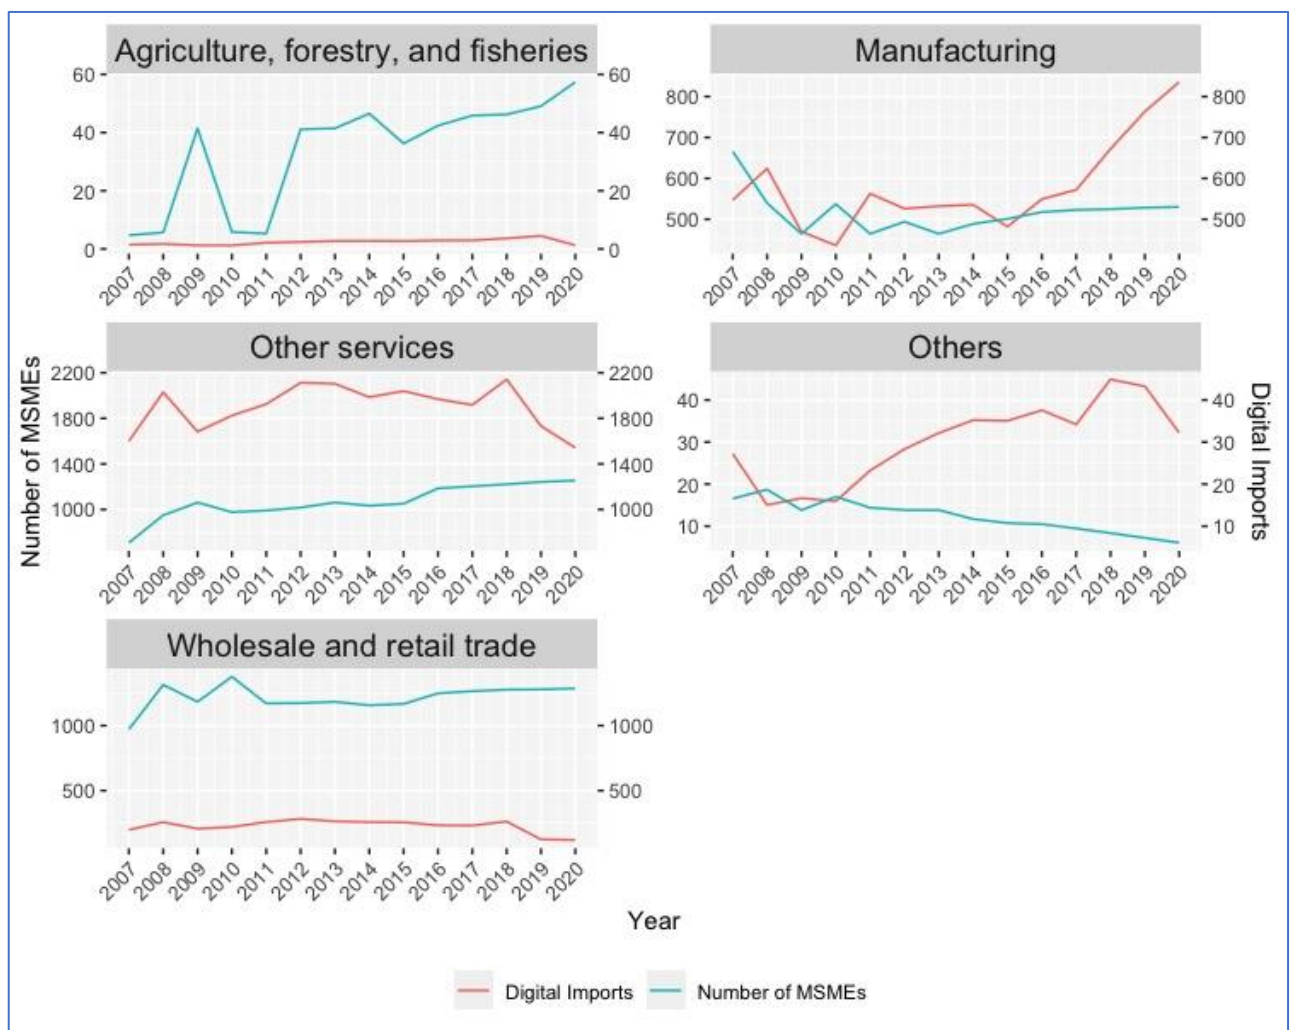 Agriculture, forestry, and fisheries
60
40
20
0
60
40
20
0
2007 2008 2009 2010 2011 2012 2013 2014 2015 2016 2017 2018 2019 2020
Manufacturing
800
700
600
500
800
700
600
500
2007 2008 2009 2010 2011 2012 2013 2014 2015 2016 2017 2018 2019 2020
Number of MSMEs
Other services
2200
1800
1400
1000
2200
1800
1400
1000
2007 2008 2009 2010 2011 2012 2013 2014 2015 2016 2017 2018 2019 2020
Others
40
30
20
10
40
30
20
10
2007 2008 2009 2010 2011 2012 2013 2014 2015 2016 2017 2018 2019 2020
Digital Imports
Wholesale and retail trade
1000
500
1000
500
2007 2008 2009 2010 2011 2012 2013 2014 2015 2016 2017 2018 2019 2020
Year
Digital Imports Number of MSMEs